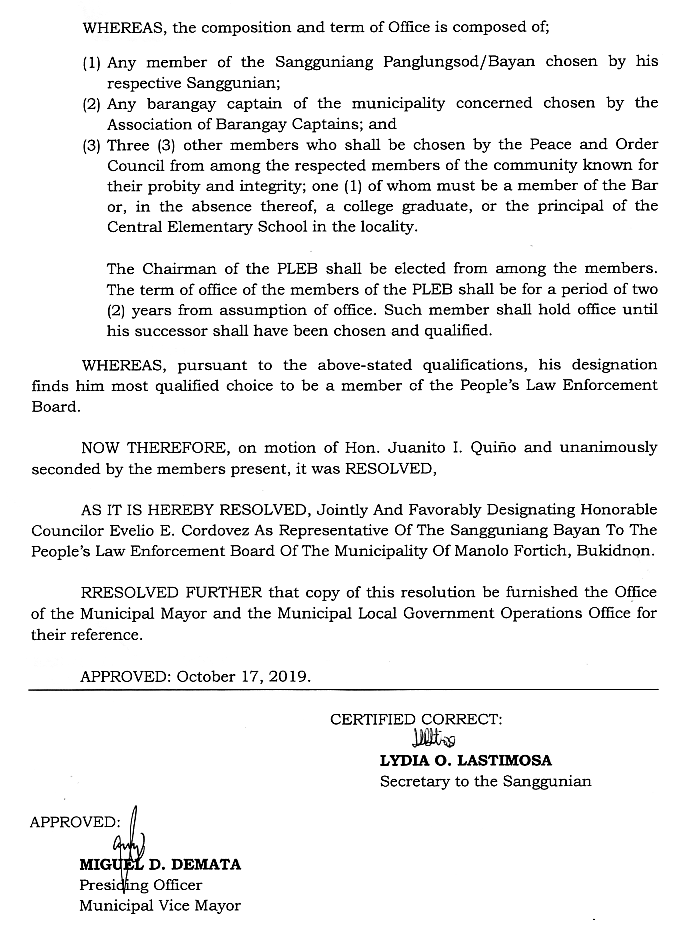 WHEREAS, the composition and term of Office is composed of;
(1) Any member of the Sangguniang Panglungsod/Bayan chosen by his
respective Sanggunian;
(2) Any barangay captain of the municipality concerned chosen by the
Association of Barangay Captains; and
(3) Three (3) other members who shall be chosen by the Peace and Order
Council from among the respected members of the community known for
their probity and integrity; one (1) of whom must be a member of the Bar
or, in the absence thereof, a college graduate, or the principal of the
Central Elementary School in the locality.
The Chairman of the PLEB shall be elected from among the members.
The term of office of the members of the PLEB shall be for a period of two
(2) years from assumption of office. Such member shall hold office until
his successor shall have been chosen and qualified.
WHEREAS, pursuant to the above-stated qualifications, his designation
finds him most qualified choice to be a member of the People's Law Enforcement
Board.
NOW THEREFORE, on motion of Hon. Juanito I. Quiño and unanimously
seconded by the members present, it was RESOLVED,
AS IT IS HEREBY RESOLVED, Jointly And Favorably Designating Honorable
Councilor Evelio E. Cordovez As Representative Of The Sangguniang Bayan To The
People's Law Enforcement Board Of The Municipality Of Manolo Fortich, Bukidnon.
RRESOLVED FURTHER that copy of this resolution be furnished the Office
of the Municipal Mayor and the Municipal Local Government Operations Office for
their reference.
APPROVED: October 17, 2019.
CERTIFIED CORRECT:
LYDIA O. LASTIMOSA
Secretary to the Sanggunian
APPROVED:
MIGUEL D. DEMATA
Presiding Officer
Municipal Vice Mayor